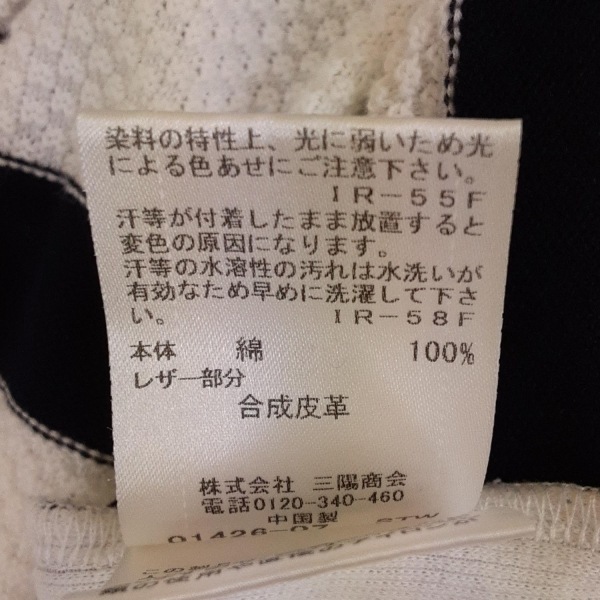 染料の特性上、光に弱いため光
による色あせにご注意下さい。
IR-55F
汗等が付着したまま放置すると
変色の原因になります。
汗等の水溶性の汚れは水洗いが
有効なため早めに洗濯して下さ
い。 IR-58F
本体 綿 100%
レザー部分
合成皮革
株式会社 三陽商会
電話0120-340-460
中国製
01426-07 STW